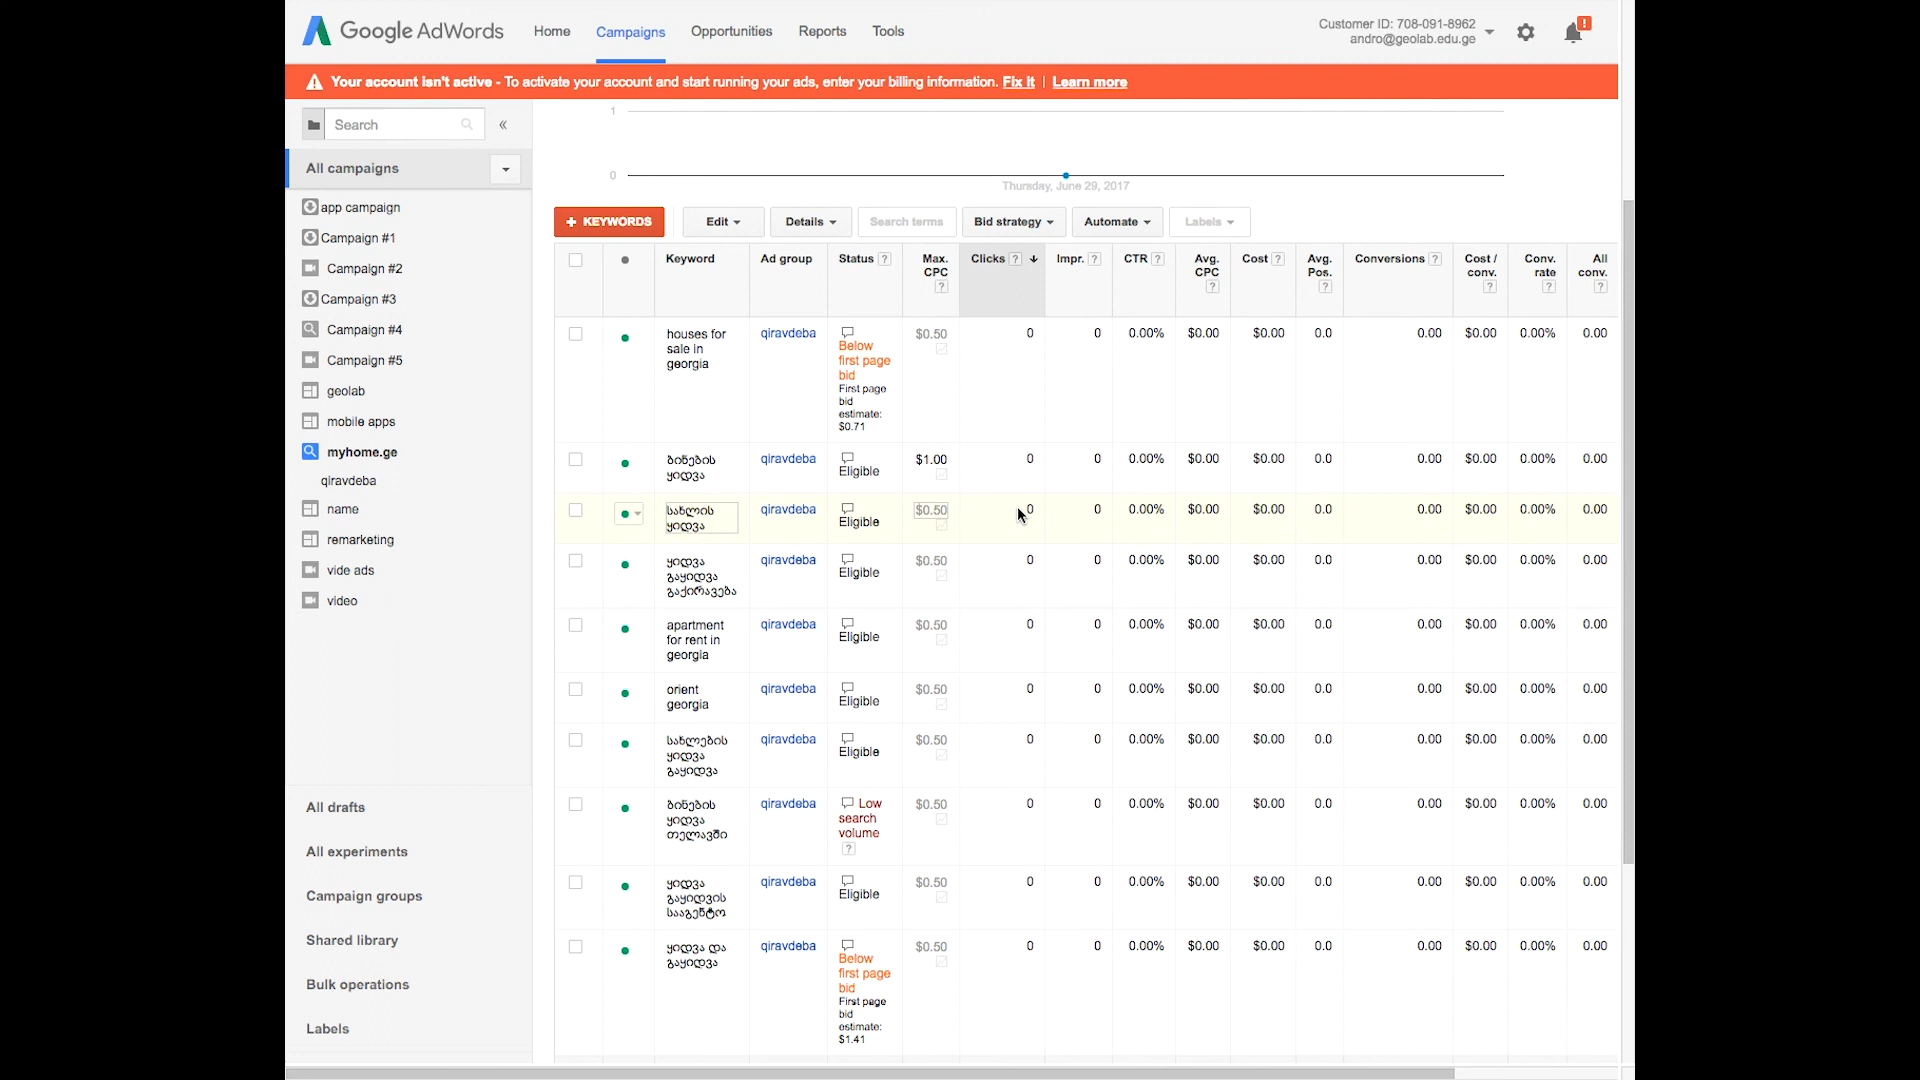 Google AdWords Home Campaigns Opportunities Reports Tools
Customer ID: 708-091-8962
andro@geolab.edu.ge
!
Your account isn't active - To activate your account and start running your ads, enter your billing information. Fix it | Learn more
Search «
All campaigns
app campaign
Campaign #1
Campaign #2
Campaign #3
Campaign #4
Campaign #5
geolab
mobile apps
myhome.ge
qiravdeba
name
remarketing
vide ads
video
All drafts
All experiments
Campaign groups
Shared library
Bulk operations
Labels
1
0
Thursday, June 29, 2017
+ KEYWORDS Edit Details Search terms Bid strategy Automate Labels
Keyword Ad group Status ? Max. CPC ? Clicks ? Impr. ? CTR ? Avg. CPC ? Cost ? Avg. Pos. ? Conversions ? Cost / conv. ? Conv. rate ? All conv. ?
houses for qiravdeba $0.50 0 0 0.00% $0.00 $0.00 0.0 0.00 $0.00 0.00% 0.00
sale in Below
georgia first page
bid
First page
bid
estimate:
$0.71
ბინების qiravdeba $1.00 0 0 0.00% $0.00 $0.00 0.0 0.00 $0.00 0.00% 0.00
ყიდვა Eligible
სახლის qiravdeba $0.50 0 0 0.00% $0.00 $0.00 0.0 0.00 $0.00 0.00% 0.00
ყიდვა Eligible
ყიდვა qiravdeba $0.50 0 0 0.00% $0.00 $0.00 0.0 0.00 $0.00 0.00% 0.00
გაყიდვა Eligible
გაქირავება
apartment qiravdeba $0.50 0 0 0.00% $0.00 $0.00 0.0 0.00 $0.00 0.00% 0.00
for rent in Eligible
georgia
orient qiravdeba $0.50 0 0 0.00% $0.00 $0.00 0.0 0.00 $0.00 0.00% 0.00
georgia Eligible
სახლების qiravdeba $0.50 0 0 0.00% $0.00 $0.00 0.0 0.00 $0.00 0.00% 0.00
ყიდვა Eligible
გაყიდვა
ბინების qiravdeba Low $0.50 0 0 0.00% $0.00 $0.00 0.0 0.00 $0.00 0.00% 0.00
ყიდვა search
თელავში volume
?
ყიდვა qiravdeba $0.50 0 0 0.00% $0.00 $0.00 0.0 0.00 $0.00 0.00% 0.00
გაყიდვის Eligible
სააგენტო
ყიდვა და qiravdeba $0.50 0 0 0.00% $0.00 $0.00 0.0 0.00 $0.00 0.00% 0.00
გაყიდვა Below
first page
bid
First page
bid
estimate:
$1.41